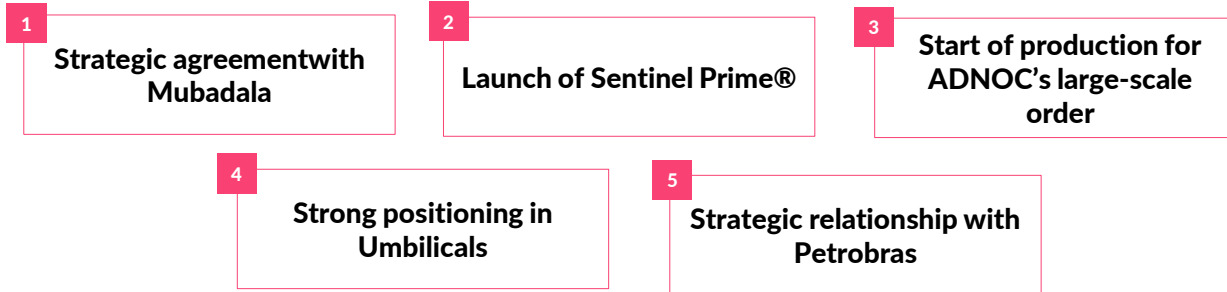 1
Strategic agreementwith
Mubadala
2
Launch of Sentinel Prime®
3
Start of production for
ADNOC’s large-scale
order
4
Strong positioning in
Umbilicals
5
Strategic relationship with
Petrobras